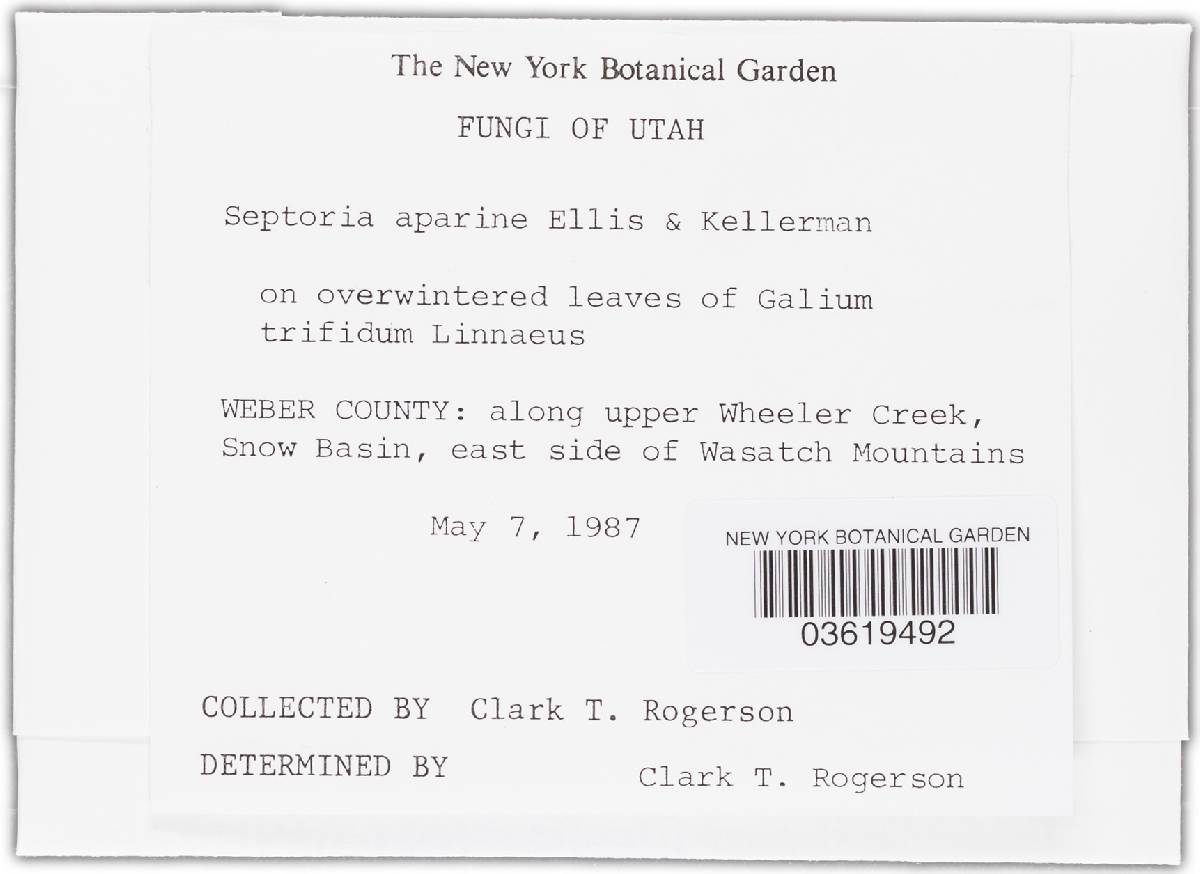 The New York Botanical Garden
FUNGI OF UTAH
Septoria aparine Ellis & Kellerman
on overwintered leaves of Galium
trifidum Linnaeus
WEBER COUNTY: along upper Wheeler Creek,
Snow Basin, east side of Wasatch Mountains
May 7, 1987
NEW YORK BOTANICAL GARDEN
03619492
COLLECTED BY Clark T. Rogerson
DETERMINED BY Clark T. Rogerson